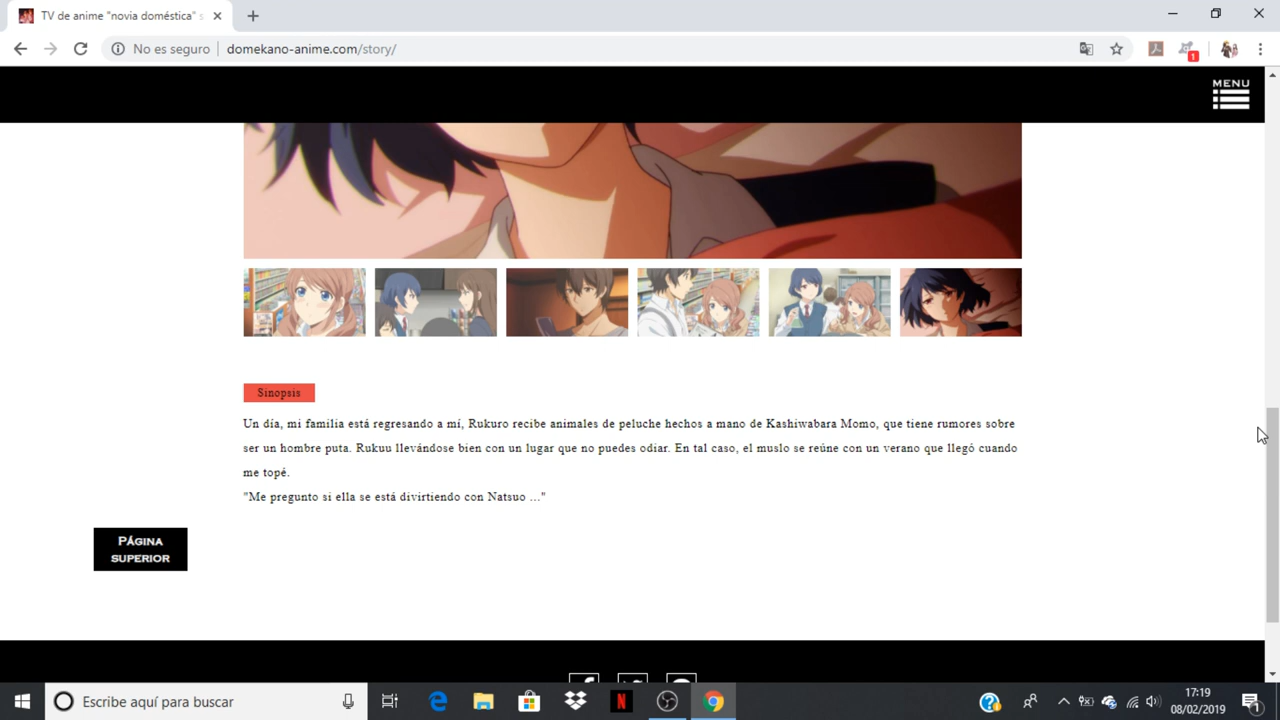 TV de anime "novia doméstica" s
No es seguro
domekano-anime.com/story/
1
MENU
Sinopsis
Un día, mi familia está regresando a mí, Rukuro recibe animales de peluche hechos a mano de Kashiwabara Momo, que tiene rumores sobre
ser un hombre puta. Rukuu llevándose bien con un lugar que no puedes odiar. En tal caso, el muslo se reúne con un verano que llegó cuando
me topé.
"Me pregunto si ella se está divirtiendo con Natsuo ..."
PÁGINA
SUPERIOR
Escribe aquí para buscar
17:19
08/02/2019
1